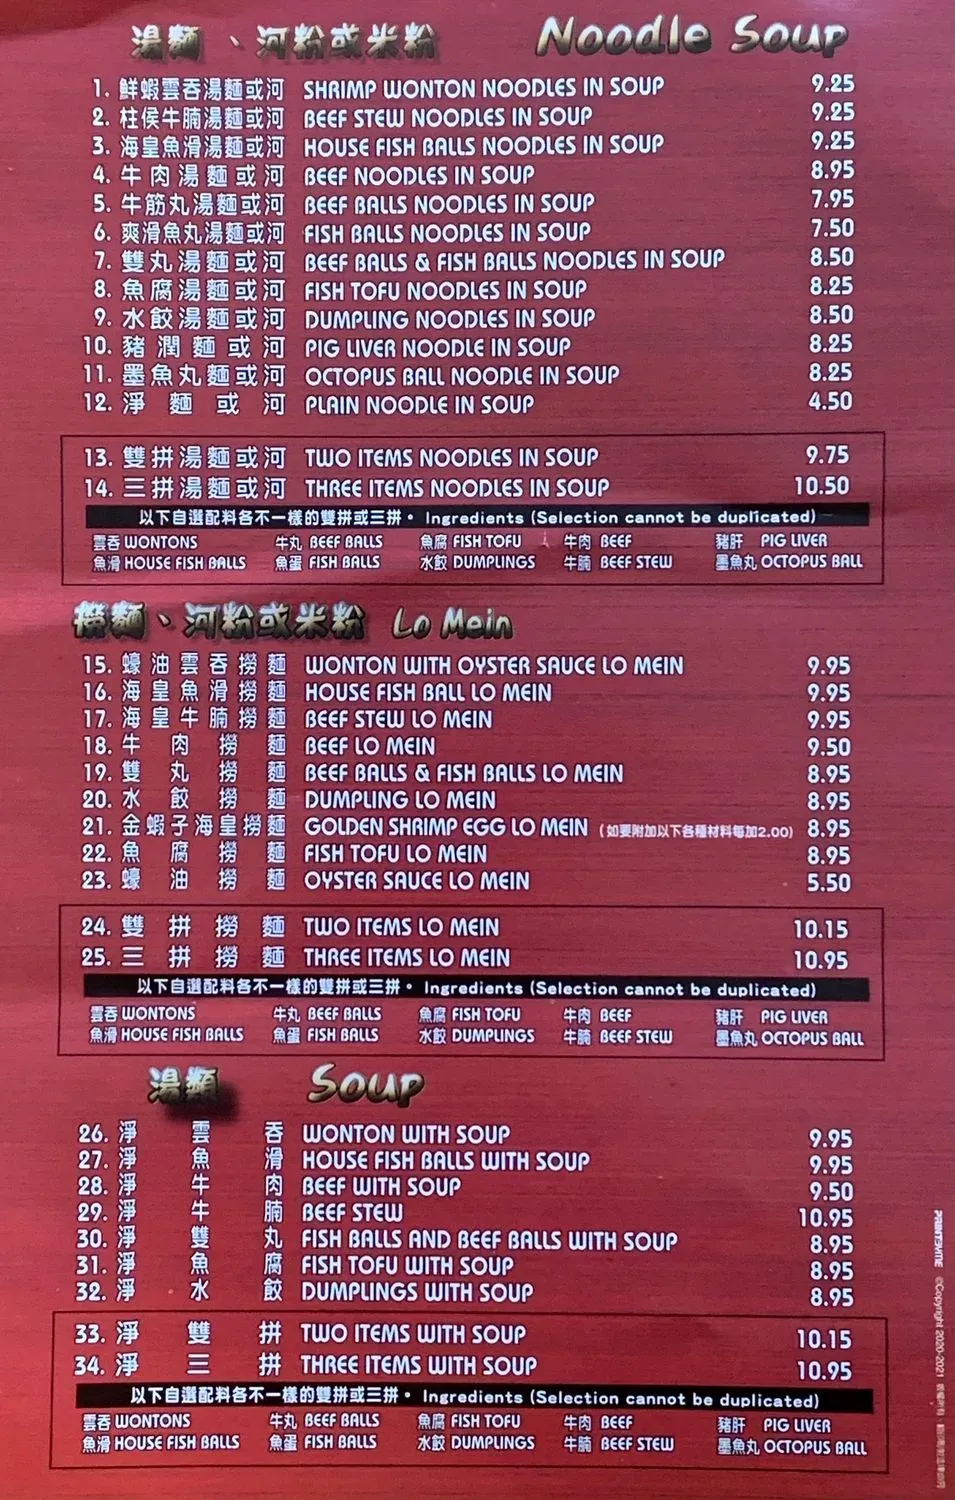 湯麵、河粉或米粉 Noodle Soup
1. 鮮蝦雲吞湯麵或河 SHRIMP WONTON NOODLES IN SOUP 9.25
2. 柱侯牛腩湯麵或河 BEEF STEW NOODLES IN SOUP 9.25
3. 海皇魚滑湯麵或河 HOUSE FISH BALLS NOODLES IN SOUP 9.25
4. 牛肉湯麵或河 BEEF NOODLES IN SOUP 8.95
5. 牛筋丸湯麵或河 BEEF BALLS NOODLES IN SOUP 7.95
6. 爽滑魚丸湯麵或河 FISH BALLS NOODLES IN SOUP 7.50
7. 雙丸湯麵或河 BEEF BALLS & FISH BALLS NOODLES IN SOUP 8.50
8. 魚腐湯麵或河 FISH TOFU NOODLES IN SOUP 8.25
9. 水餃湯麵或河 DUMPLING NOODLES IN SOUP 8.50
10. 豬潤麵或河 PIG LIVER NOODLE IN SOUP 8.25
11. 墨魚丸麵或河 OCTOPUS BALL NOODLE IN SOUP 8.25
12. 淨麵或河 PLAIN NOODLE IN SOUP 4.50
13. 雙拼湯麵或河 TWO ITEMS NOODLES IN SOUP 9.75
14. 三拼湯麵或河 THREE ITEMS NOODLES IN SOUP 10.50
以下自選配料各不一樣的雙拼或三拼。 Ingredients (Selection cannot be duplicated)
雲吞 WONTONS 牛丸 BEEF BALLS 魚腐 FISH TOFU 牛肉 BEEF 豬肝 PIG LIVER
魚滑 HOUSE FISH BALLS 魚蛋 FISH BALLS 水餃 DUMPLINGS 牛腩 BEEF STEW 墨魚丸 OCTOPUS BALL
撈麵、河粉或米粉 Lo Mein
15. 蠔油雲吞撈麵 WONTON WITH OYSTER SAUCE LO MEIN 9.95
16. 海皇魚滑撈麵 HOUSE FISH BALL LO MEIN 9.95
17. 海皇牛腩撈麵 BEEF STEW LO MEIN 9.95
18. 牛肉撈麵 BEEF LO MEIN 9.50
19. 雙丸撈麵 BEEF BALLS & FISH BALLS LO MEIN 8.95
20. 水餃撈麵 DUMPLING LO MEIN 8.95
21. 金蝦子海皇撈麵 GOLDEN SHRIMP EGG LO MEIN (如要附加以下各種材料每加2.00) 8.95
22. 魚腐撈麵 FISH TOFU LO MEIN 8.95
23. 蠔油撈麵 OYSTER SAUCE LO MEIN 5.50
24. 雙拼撈麵 TWO ITEMS LO MEIN 10.15
25. 三拼撈麵 THREE ITEMS LO MEIN 10.95
以下自選配料各不一樣的雙拼或三拼。 Ingredients (Selection cannot be duplicated)
雲吞 WONTONS 牛丸 BEEF BALLS 魚腐 FISH TOFU 牛肉 BEEF 豬肝 PIG LIVER
魚滑 HOUSE FISH BALLS 魚蛋 FISH BALLS 水餃 DUMPLINGS 牛腩 BEEF STEW 墨魚丸 OCTOPUS BALL
湯類 Soup
26. 淨雲吞 WONTON WITH SOUP 9.95
27. 淨魚滑 HOUSE FISH BALLS WITH SOUP 9.95
28. 淨牛肉 BEEF WITH SOUP 9.50
29. 淨牛腩 BEEF STEW 10.95
30. 淨雙丸 FISH BALLS AND BEEF BALLS WITH SOUP 8.95
31. 淨魚腐 FISH TOFU WITH SOUP 8.95
32. 淨水餃 DUMPLINGS WITH SOUP 8.95
33. 淨雙拼 TWO ITEMS WITH SOUP 10.15
34. 淨三拼 THREE ITEMS WITH SOUP 10.95
以下自選配料各不一樣的雙拼或三拼。 Ingredients (Selection cannot be duplicated)
雲吞 WONTONS 牛丸 BEEF BALLS 魚腐 FISH TOFU 牛肉 BEEF 豬肝 PIG LIVER
魚滑 HOUSE FISH BALLS 魚蛋 FISH BALLS 水餃 DUMPLINGS 牛腩 BEEF STEW 墨魚丸 OCTOPUS BALL
©Copyright 2020-2021